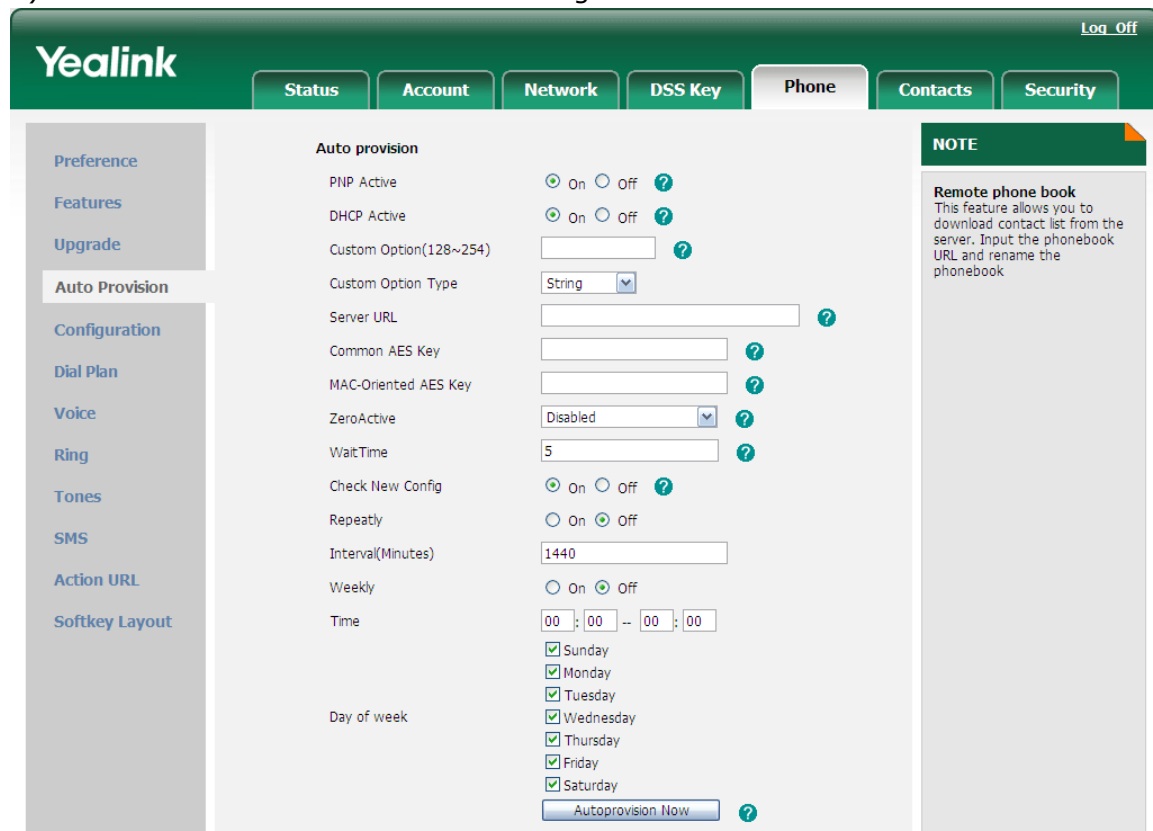 Log Off
Yealink
Status Account Network DSS Key Phone Contacts Security
Preference
Features
Upgrade
Auto Provision
Configuration
Dial Plan
Voice
Ring
Tones
SMS
Action URL
Softkey Layout
Auto provision
PNP Active On Off ?
DHCP Active On Off ?
Custom Option(128~254) ?
Custom Option Type String
Server URL ?
Common AES Key ?
MAC-Oriented AES Key ?
ZeroActive Disabled ?
WaitTime 5 ?
Check New Config On Off ?
Repeatly On Off
Interval(Minutes) 1440
Weekly On Off
Time 00 : 00 -- 00 : 00
Sunday
Monday
Tuesday
Day of week Wednesday
Thursday
Friday
Saturday
Autoprovision Now ?
NOTE
Remote phone book
This feature allows you to
download contact list from the
server. Input the phonebook
URL and rename the
phonebook